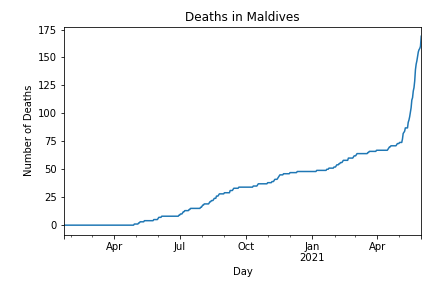 Deaths in Maldives
175
150
125
100
75
50
25
0
Number of Deaths
Apr
Jul
Oct
Jan
2021
Apr
Day